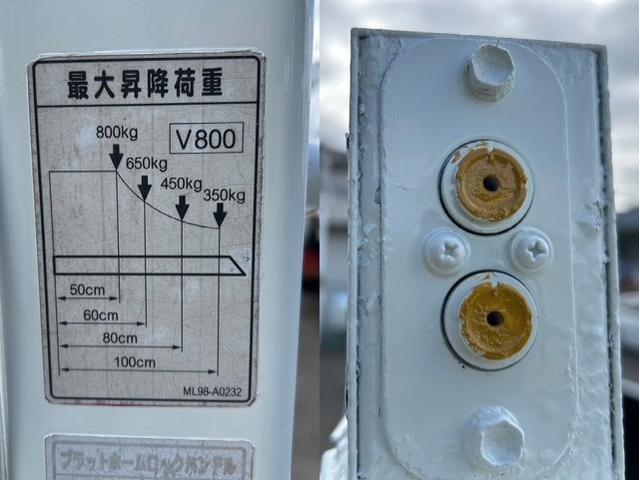 最大昇降荷重
V800
800kg
650kg
450kg
350kg
50cm
60cm
80cm
100cm
ML98-A0232
プラットホームロックハンドル